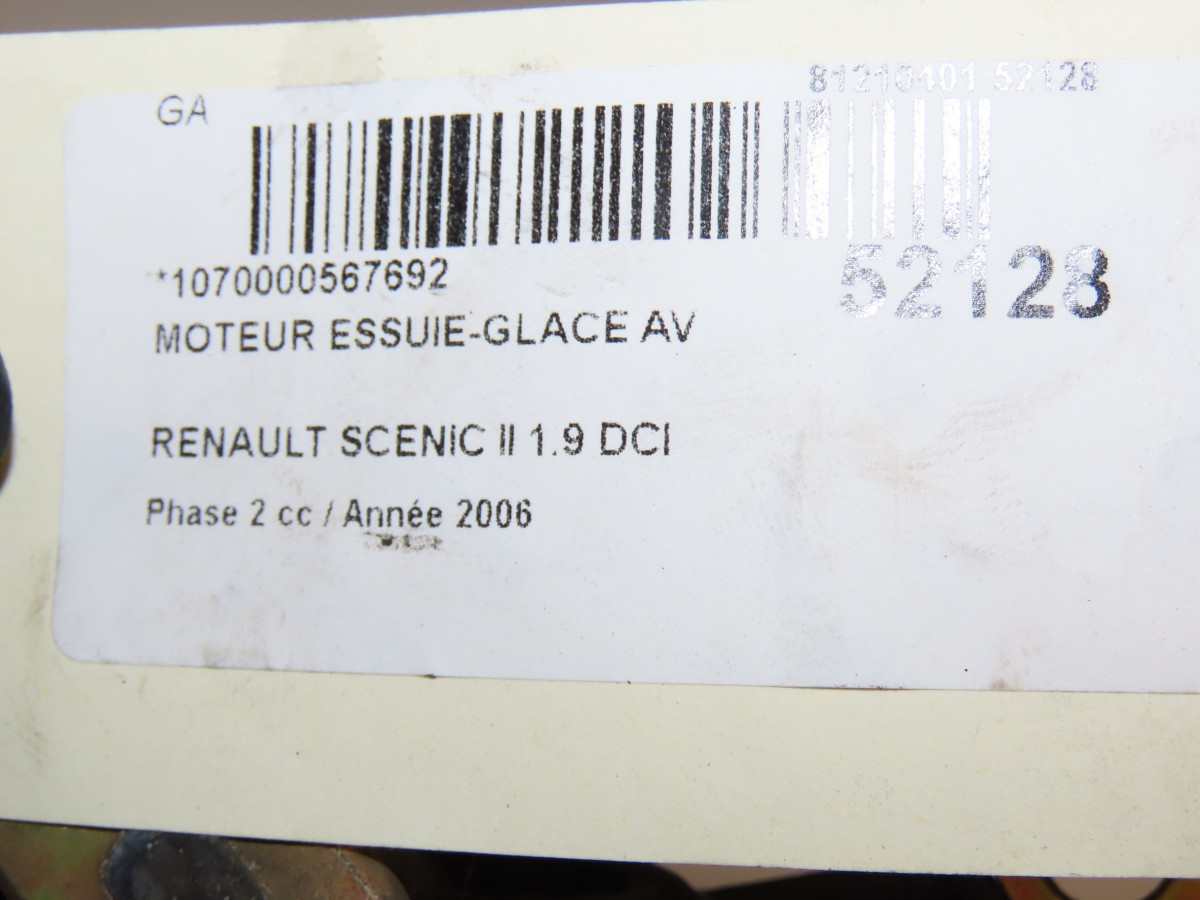 GA
81210401 52128
*1070000567692
52128
MOTEUR ESSUIE-GLACE AV
RENAULT SCENIC II 1.9 DCI
Phase 2 cc / Année 2006